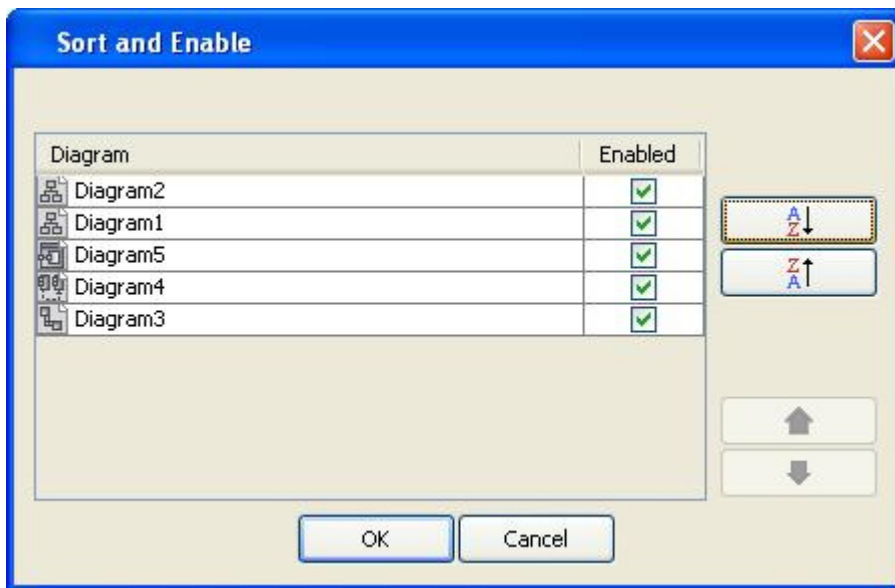 Sort and Enable
Diagram Enabled
Diagram2
Diagram1
Diagram5
Diagram4
Diagram3
A
Z
Z
A
OK Cancel